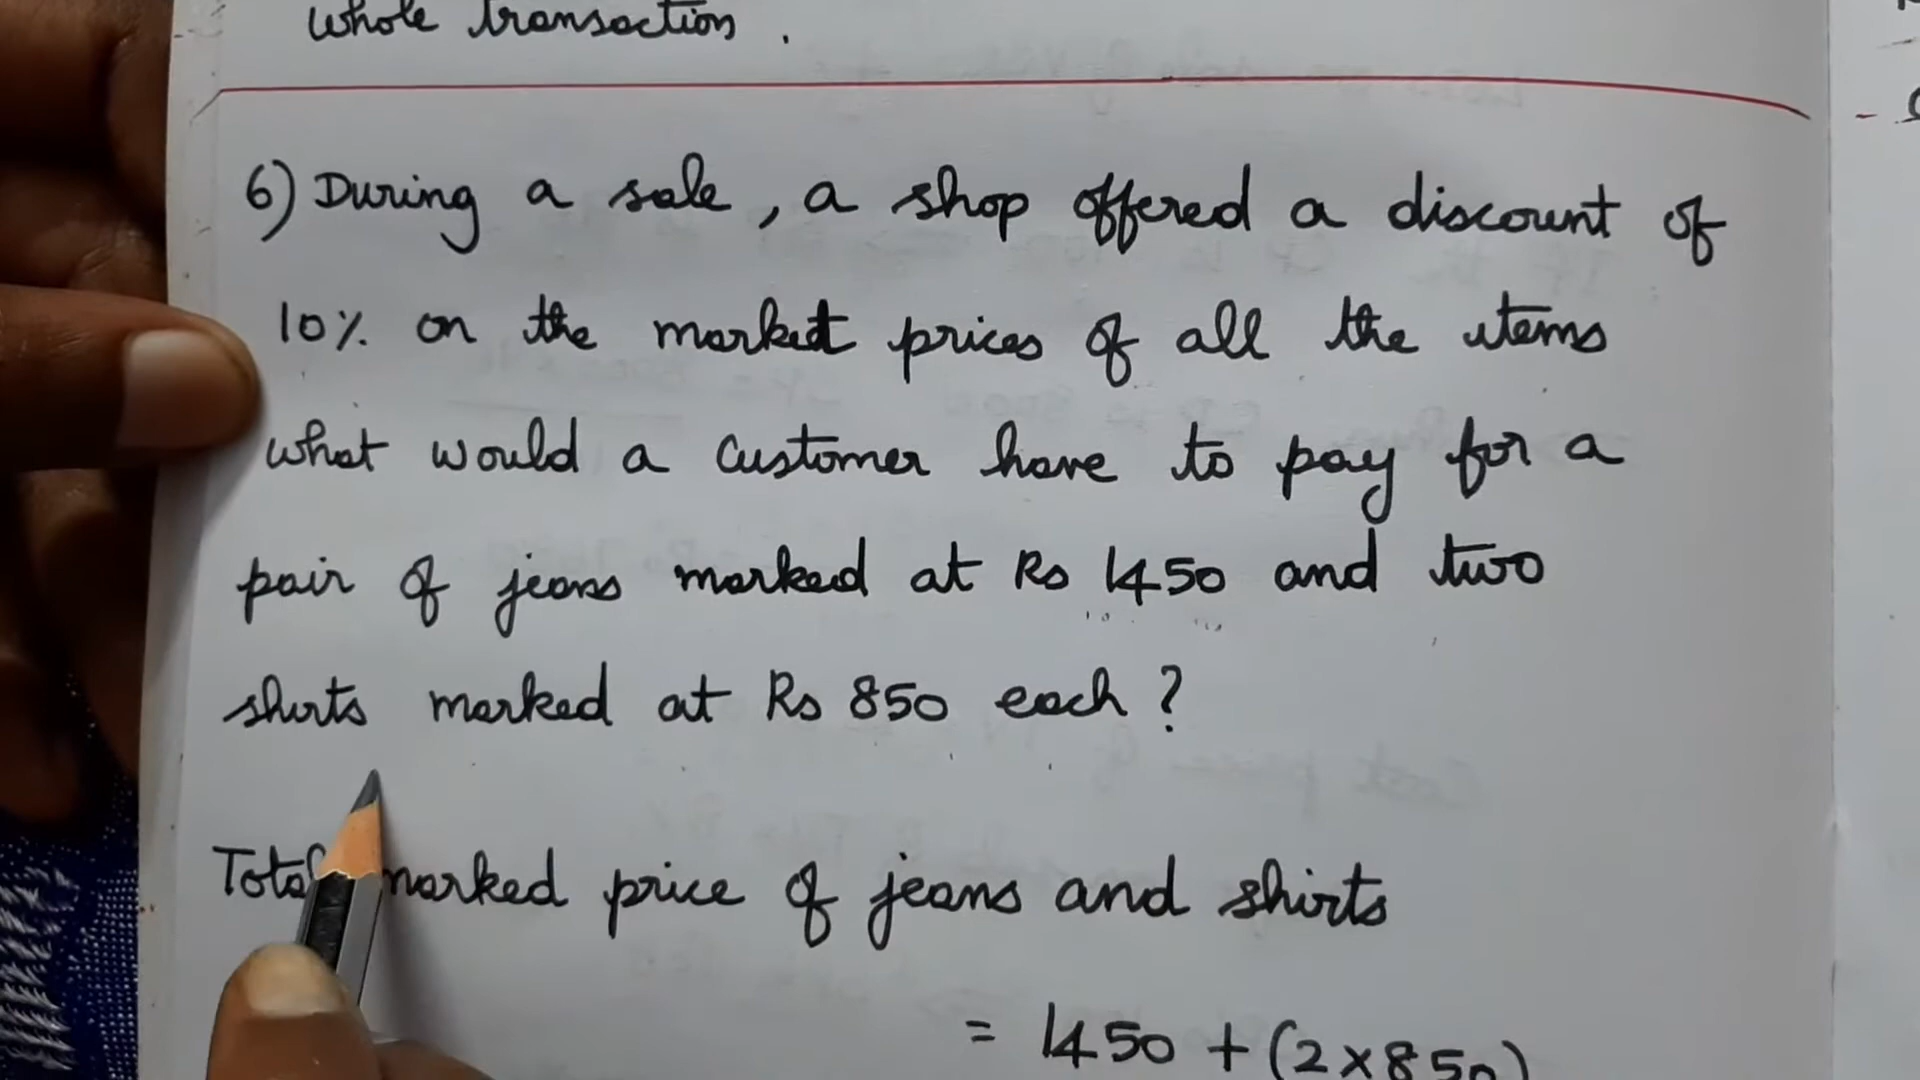 whole transaction .
6) During a sale, a shop offered a discount of
10% on the market prices of all the items
what would a customer have to pay for a
pair of jeans marked at Rs 1450 and two
shirts marked at Rs 850 each?
Total marked price of jeans and shirts
= 1450 + (2×850)